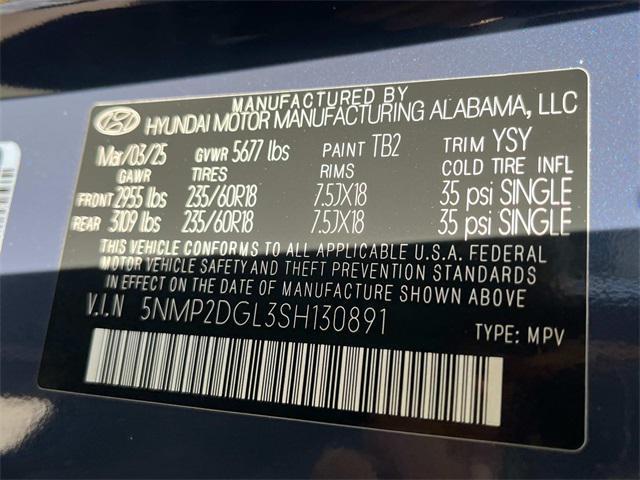 MANUFACTURED BY
HYUNDAI MOTOR MANUFACTURING ALABAMA, LLC
Mar/03/25 GVWR 5677 lbs PAINT TB2 TRIM YSY
GAWR TIRES RIMS COLD TIRE INFL
FRONT 2955 lbs 235/60R18 7.5JX18 35 psi SINGLE
REAR 3109 lbs 235/60R18 7.5JX18 35 psi SINGLE
THIS VEHICLE CONFORMS TO ALL APPLICABLE U.S.A. FEDERAL
MOTOR VEHICLE SAFETY AND THEFT PREVENTION STANDARDS
IN EFFECT ON THE DATE OF MANUFACTURE SHOWN ABOVE.
V.I.N 5NMP2DGL3SH130891 TYPE: MPV